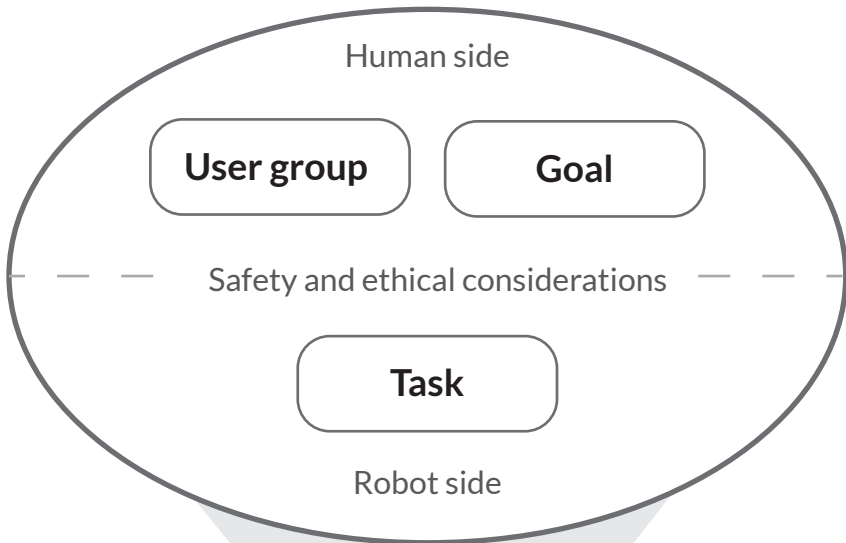 Human side
User group
Goal
Safety and ethical considerations
Task
Robot side